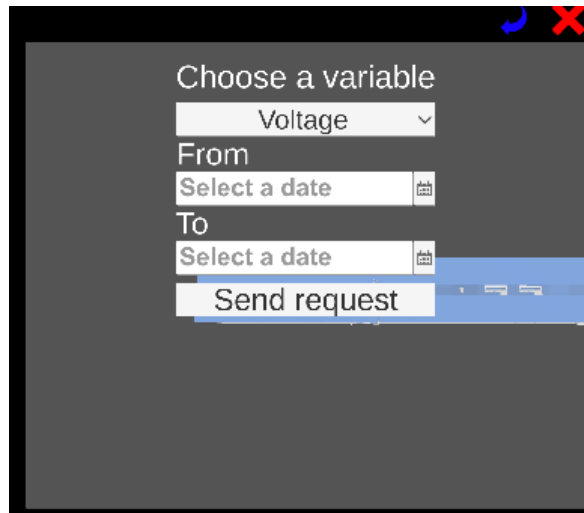 Choose a variable
Voltage
From
Select a date
To
Select a date
Send request